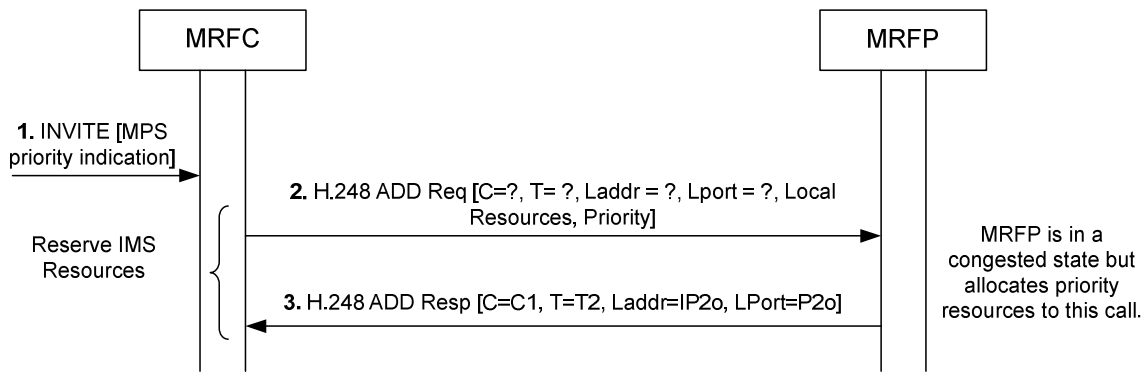 MRFC
MRFP
1. INVITE [MPS
priority indication]
2. H.248 ADD Req [C=?, T= ?, Laddr = ?, Lport = ?, Local
Resources, Priority]
Reserve IMS
Resources
MRFP is in a
congested state but
allocates priority
resources to this call.
3. H.248 ADD Resp [C=C1, T=T2, Laddr=IP2o, LPort=P2o]